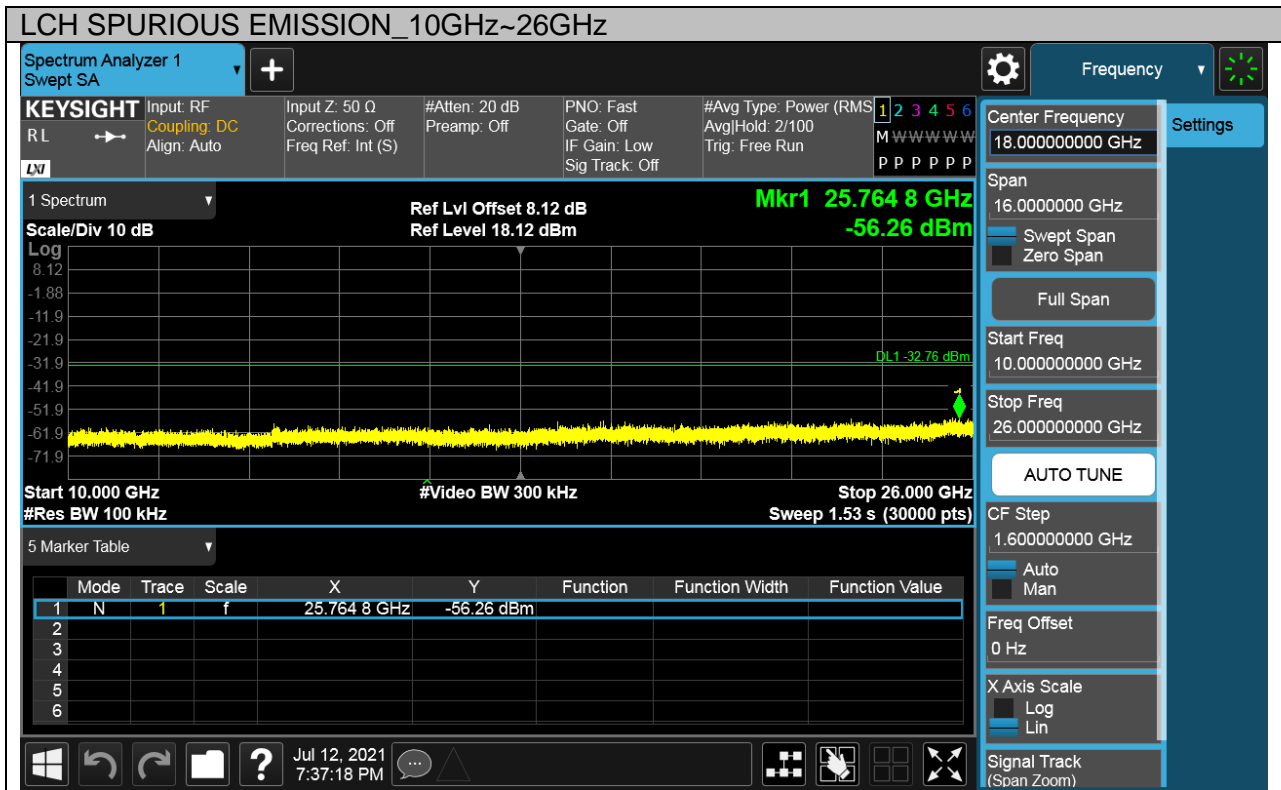 LCH SPURIOUS EMISSION_10GHz~26GHz
Spectrum Analyzer 1
Swept SA
Frequency
KEYSIGHT
RL
LXI
Input: RF
Coupling: DC
Align: Auto
Input Z: 50 Ω
Corrections: Off
Freq Ref: Int (S)
#Atten: 20 dB
Preamp: Off
PNO: Fast
Gate: Off
IF Gain: Low
Sig Track: Off
#Avg Type: Power (RMS
Avg|Hold: 2/100
Trig: Free Run
1 2 3 4 5 6
M W W W W W
P P P P P P
1 Spectrum
Scale/Div 10 dB
Ref Lvl Offset 8.12 dB
Ref Level 18.12 dBm
Mkr1 25.764 8 GHz
-56.26 dBm
Log
8.12
-1.88
-11.9
-21.9
-31.9
-41.9
-51.9
-61.9
-71.9
DL1 -32.76 dBm
1
Start 10.000 GHz
#Video BW 300 kHz
Stop 26.000 GHz
#Res BW 100 kHz
Sweep 1.53 s (30000 pts)
5 Marker Table
Mode Trace Scale X Y Function Function Width Function Value
1 N 1 f 25.764 8 GHz -56.26 dBm
2
3
4
5
6
Jul 12, 2021
7:37:18 PM
Center Frequency
18.000000000 GHz
Settings
Span
16.0000000 GHz
Swept Span
Zero Span
Full Span
Start Freq
10.000000000 GHz
Stop Freq
26.000000000 GHz
AUTO TUNE
CF Step
1.600000000 GHz
Auto
Man
Freq Offset
0 Hz
X Axis Scale
Log
Lin
Signal Track
(Span Zoom)